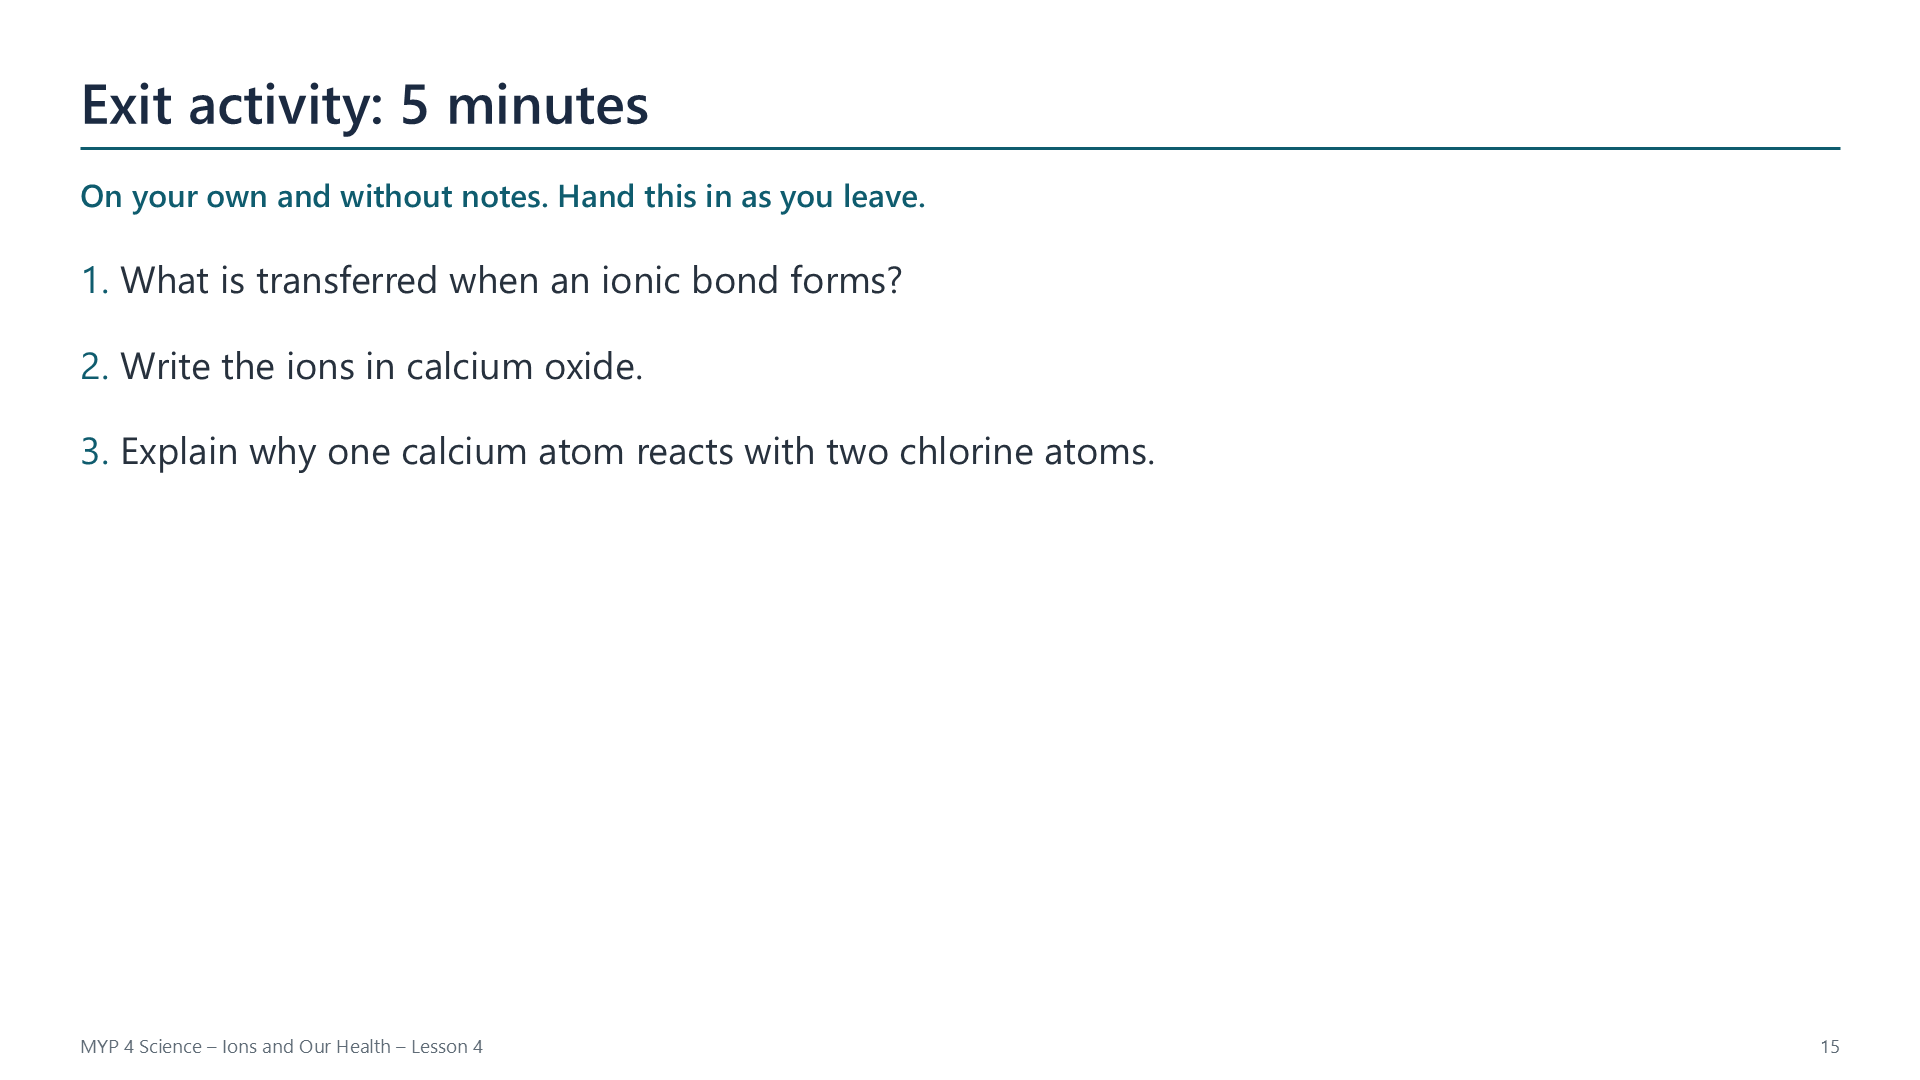 Exit activity: 5 minutes
On your own and without notes. Hand this in as you leave.
1. What is transferred when an ionic bond forms?
2. Write the ions in calcium oxide.
3. Explain why one calcium atom reacts with two chlorine atoms.
MYP 4 Science – Ions and Our Health – Lesson 4
15